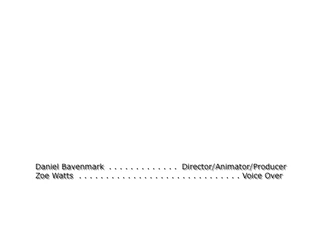 Daniel Bavenmark . . . . . . . . . . . . . Director/Animator/Producer
Zoe Watts . . . . . . . . . . . . . . . . . . . . . . . . . . . . . . Voice Over